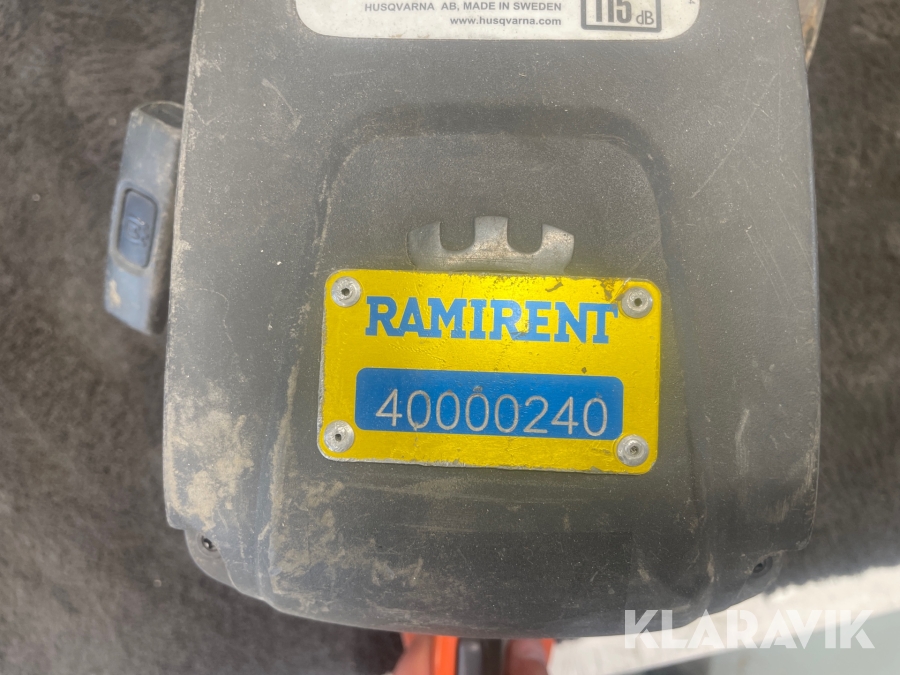 HUSQVARNA AB, MADE IN SWEDEN
www.husqvarna.com
115 dB
RAMIRENT
40000240
KLARAVIK